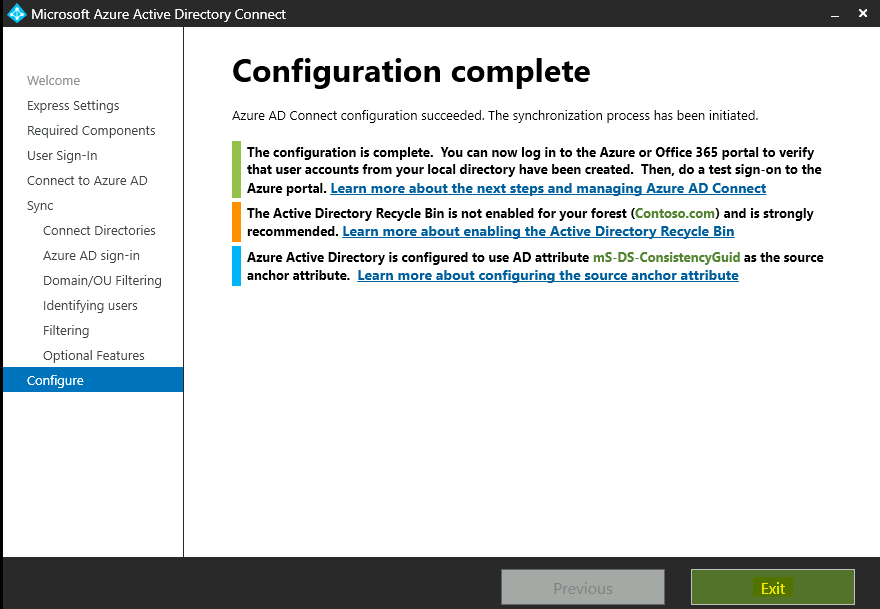 Microsoft Azure Active Directory Connect
Welcome
Express Settings
Required Components
User Sign-In
Connect to Azure AD
Sync
Connect Directories
Azure AD sign-in
Domain/OU Filtering
Identifying users
Filtering
Optional Features
Configure
Configuration complete
Azure AD Connect configuration succeeded. The synchronization process has been initiated.
The configuration is complete.  You can now log in to the Azure or Office 365 portal to verify
that user accounts from your local directory have been created.  Then, do a test sign-on to the
Azure portal. Learn more about the next steps and managing Azure AD Connect
The Active Directory Recycle Bin is not enabled for your forest (Contoso.com) and is strongly
recommended. Learn more about enabling the Active Directory Recycle Bin
Azure Active Directory is configured to use AD attribute mS-DS-ConsistencyGuid as the source
anchor attribute.  Learn more about configuring the source anchor attribute
Previous
Exit